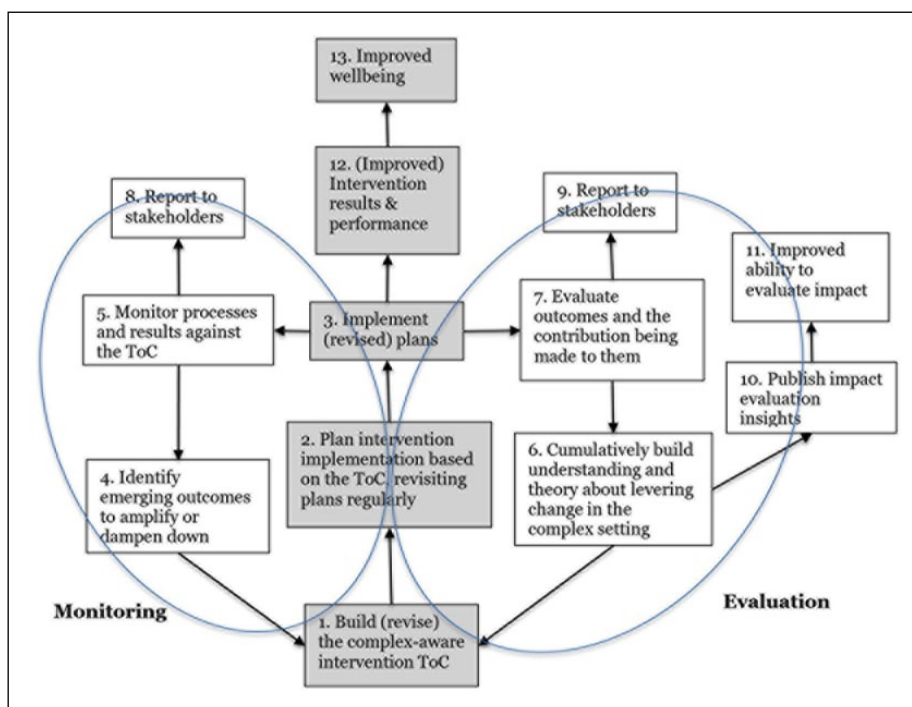 13. Improved
wellbeing
12. (Improved)
Intervention
results &
performance
8. Report to
stakeholders
9. Report to
stakeholders
11. Improved
ability to
evaluate impact
5. Monitor processes
and results against
the ToC
3. Implement
(revised) plans
7. Evaluate
outcomes and the
contribution being
made to them
10. Publish impact
evaluation
insights
2. Plan intervention
implementation based
on the ToC, revisiting
plans regularly
4. Identify
emerging outcomes
to amplify or
dampen down
6. Cumulatively build
understanding and
theory about levering
change in the
complex setting
Monitoring
Evaluation
1. Build (revise)
the complex-aware
intervention ToC